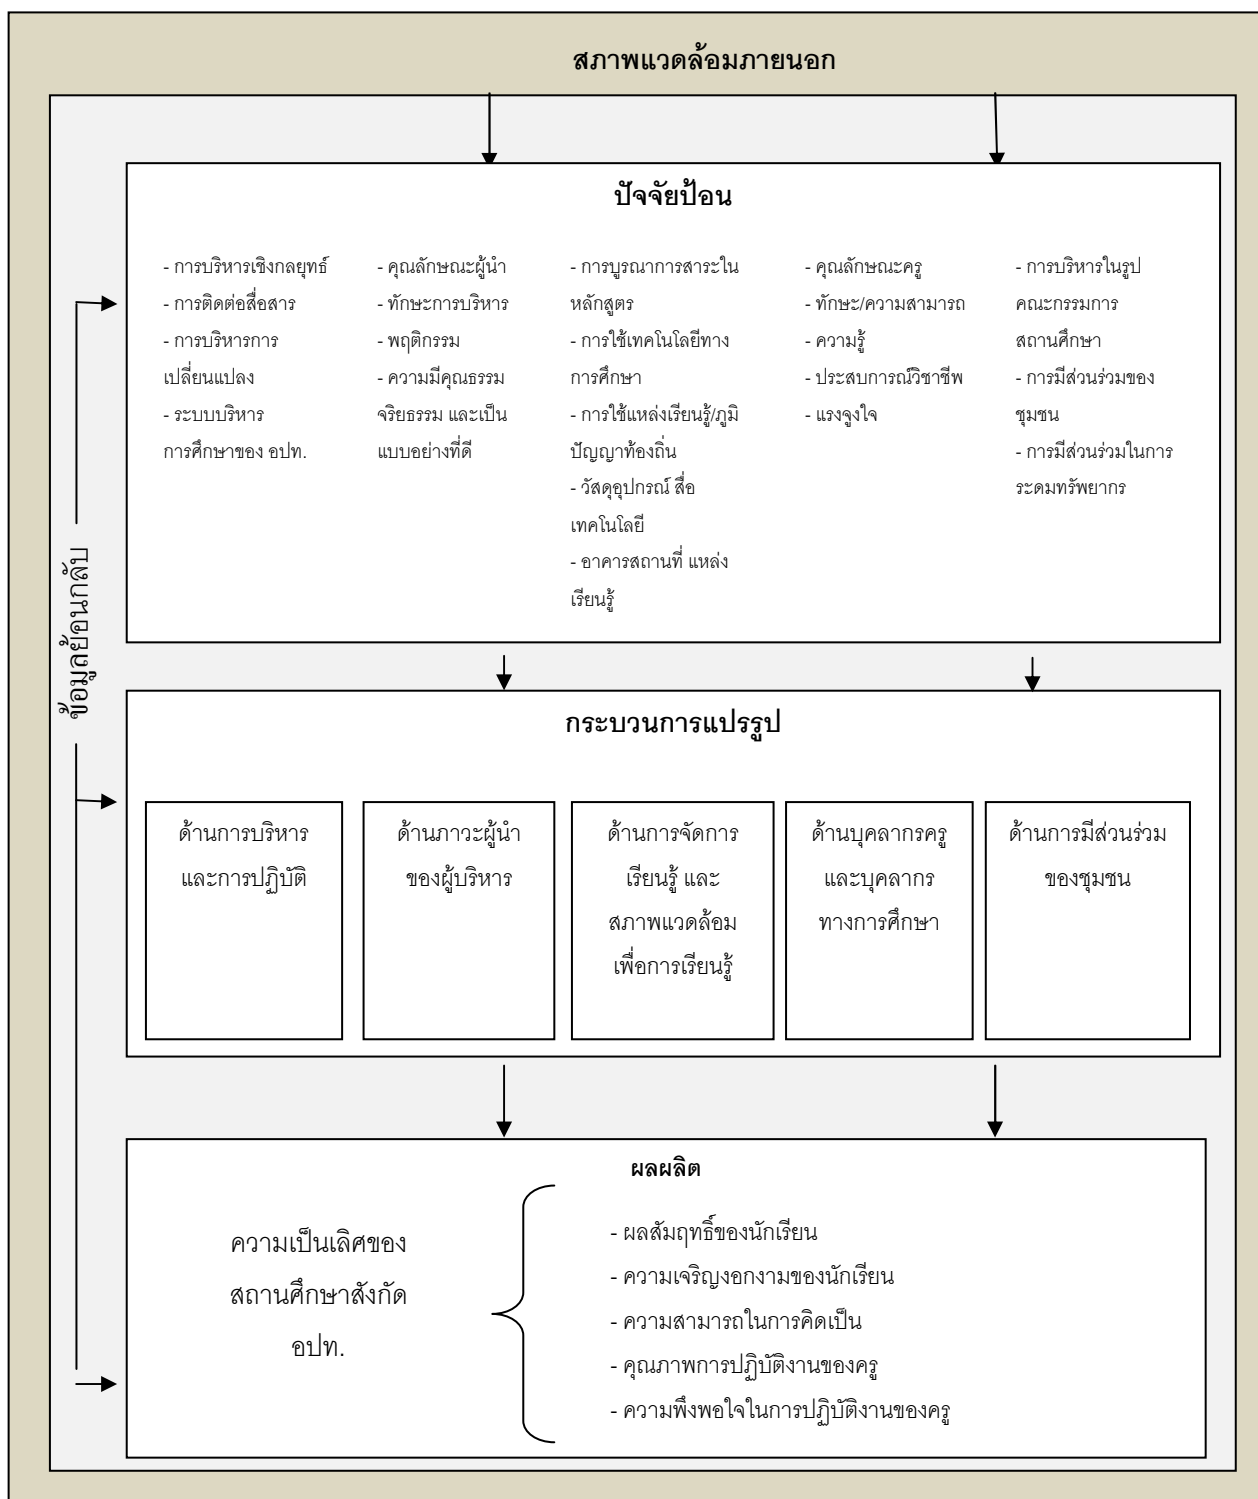 สภาพแวดล้อมภายนอก
ปัจจัยป้อน
- การบริหารเชิงกลยุทธ์
- การติดต่อสื่อสาร
- การบริหารการ
เปลี่ยนแปลง
- ระบบบริหาร
การศึกษาของ อปท.
- คุณลักษณะผู้นำ
- ทักษะการบริหาร
- พฤติกรรม
- ความมีคุณธรรม
จริยธรรม และเป็น
แบบอย่างที่ดี
- การบูรณาการสาระใน
หลักสูตร
- การใช้เทคโนโลยีทาง
การศึกษา
- การใช้แหล่งเรียนรู้/ภูมิ
ปัญญาท้องถิ่น
- วัสดุอุปกรณ์ สื่อ
เทคโนโลยี
- อาคารสถานที่ แหล่ง
เรียนรู้
- คุณลักษณะครู
- ทักษะ/ความสามารถ
- ความรู้
- ประสบการณ์วิชาชีพ
- แรงจูงใจ
- การบริหารในรูป
คณะกรรมการ
สถานศึกษา
- การมีส่วนร่วมของ
ชุมชน
- การมีส่วนร่วมในการ
ระดมทรัพยากร
ข้อมูลย้อนกลับ
กระบวนการแปรรูป
ด้านการบริหาร
และการปฏิบัติ
ด้านภาวะผู้นำ
ของผู้บริหาร
ด้านการจัดการ
เรียนรู้ และ
สภาพแวดล้อม
เพื่อการเรียนรู้
ด้านบุคลากรครู
และบุคลากร
ทางการศึกษา
ด้านการมีส่วนร่วม
ของชุมชน
ผลผลิต
ความเป็นเลิศของ
สถานศึกษาสังกัด
อปท.
- ผลสัมฤทธิ์ของนักเรียน
- ความเจริญงอกงามของนักเรียน
- ความสามารถในการคิดเป็น
- คุณภาพการปฏิบัติงานของครู
- ความพึงพอใจในการปฏิบัติงานของครู